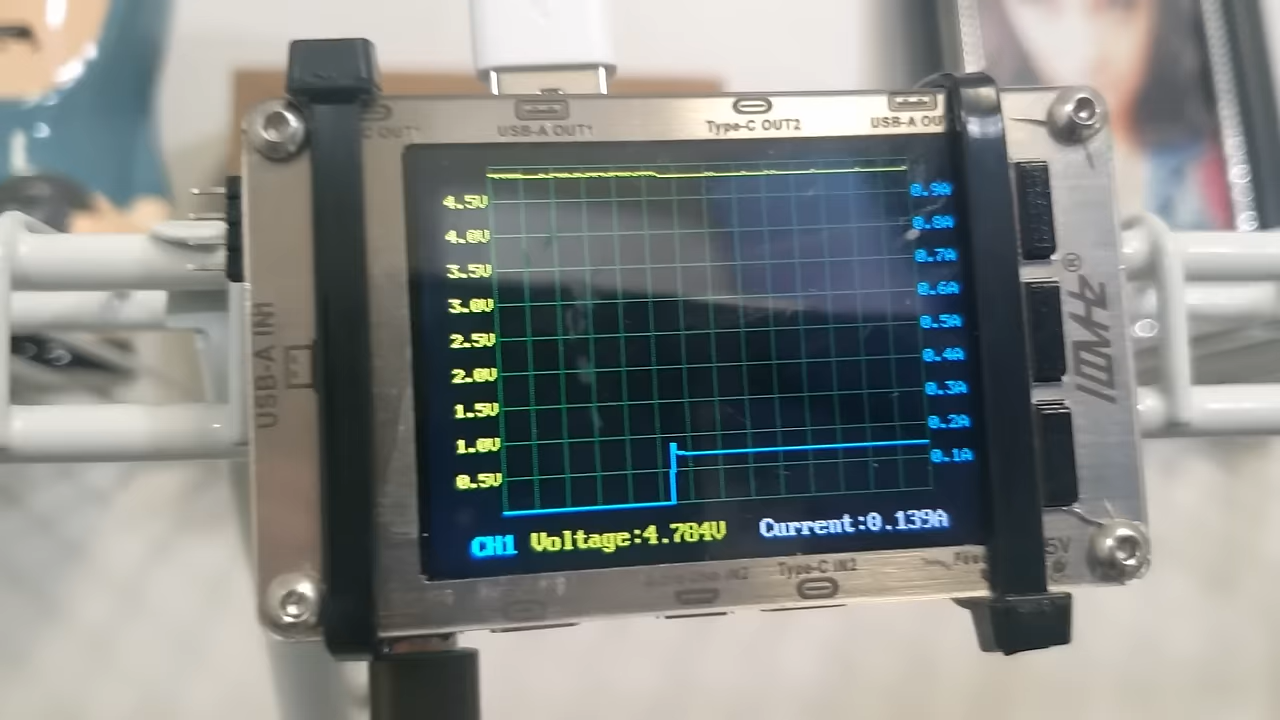 C OUT1
USB-A OUT1
Type-C OUT2
USB-A OU
4.5V
4.0V
3.5V
3.0V
2.5V
2.0V
1.5V
1.0V
0.5V
0.9A
0.8A
0.7A
0.6A
0.5A
0.4A
0.3A
0.2A
0.1A
CH1 Voltage:4.784V Current:0.139A
USB-A IN1
Type-C IN2
5V